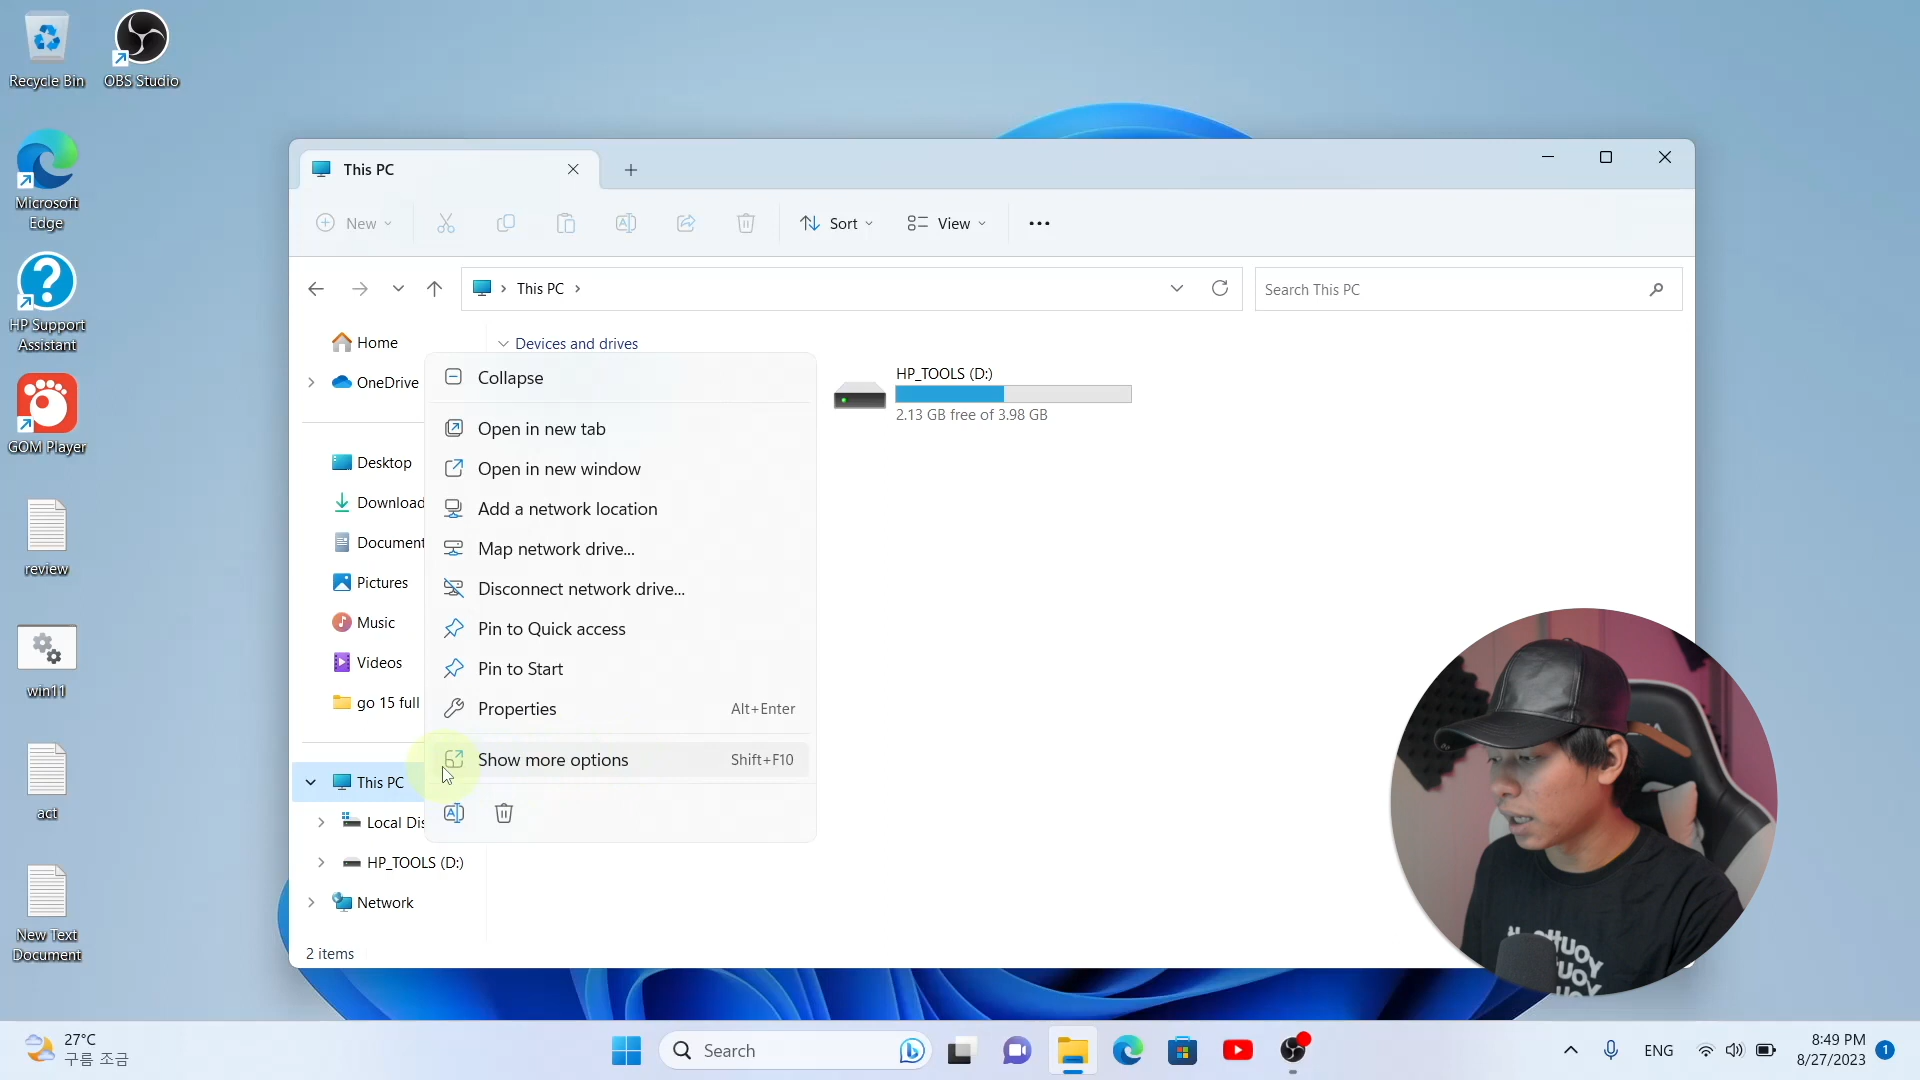 Recycle Bin
OBS Studio
Microsoft
Edge
HP Support
Assistant
GOM Player
review
win11
act
New Text
Document
This PC
New
Sort
View
This PC
Search This PC
Home
OneDrive
Desktop
Download
Document
Pictures
Music
Videos
go 15 full
This PC
Local Dis
HP_TOOLS (D:)
Network
2 items
Devices and drives
HP_TOOLS (D:)
2.13 GB free of 3.98 GB
Collapse
Open in new tab
Open in new window
Add a network location
Map network drive...
Disconnect network drive...
Pin to Quick access
Pin to Start
Properties Alt+Enter
Show more options Shift+F10
27°C
구름 조금
Search
ENG
8:49 PM
8/27/2023
1